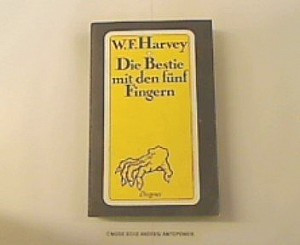 W.F. Harvey
Die Bestie
mit den fünf
Fingern
Diogenes